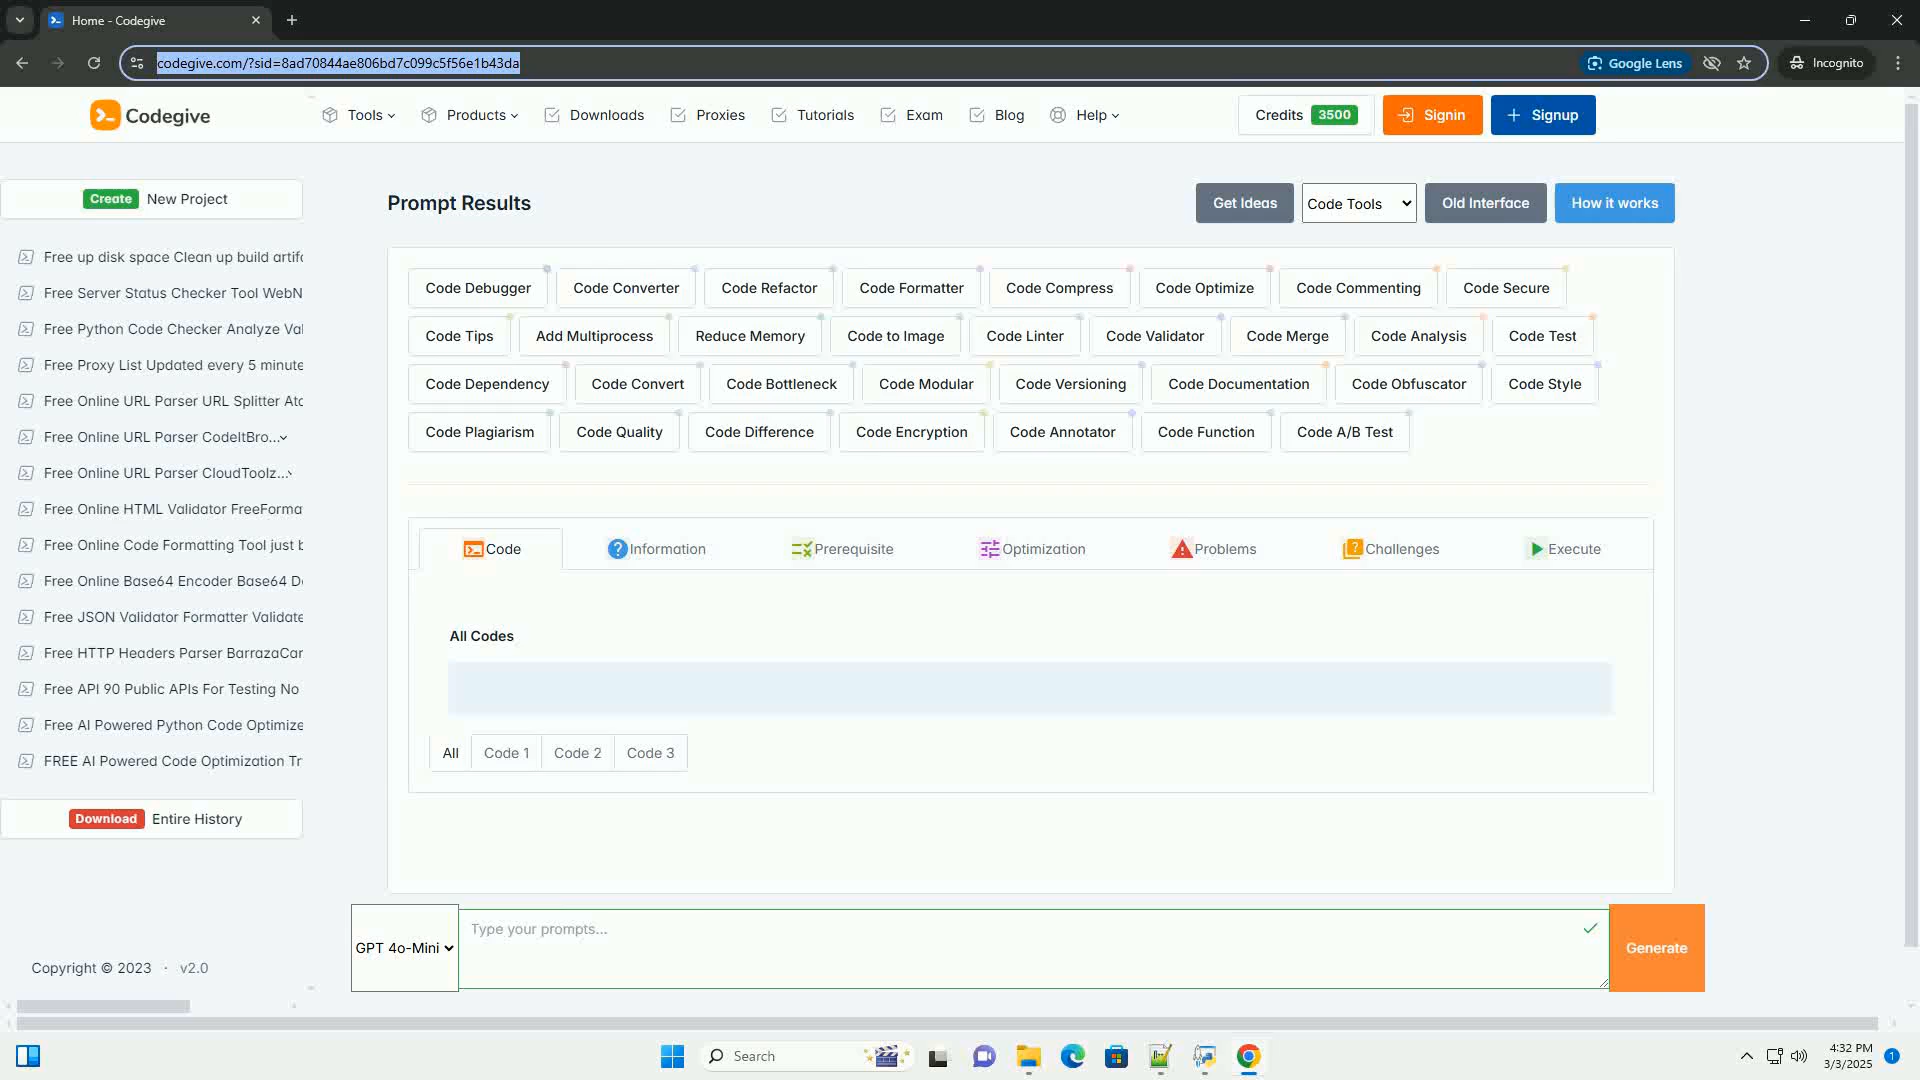 Home - Codegive
codegive.com/?sid=8ad70844ae806bd7c099c5f56e1b43da
Google Lens
Incognito
Codegive
Tools
Products
Downloads
Proxies
Tutorials
Exam
Blog
Help
Credits 3500
Signin
Signup
Create New Project
Free up disk space Clean up build artifc
Free Server Status Checker Tool WebN
Free Python Code Checker Analyze Val
Free Proxy List Updated every 5 minute
Free Online URL Parser URL Splitter Atc
Free Online URL Parser CodeItBro...
Free Online URL Parser CloudToolz...
Free Online HTML Validator FreeForma
Free Online Code Formatting Tool just b
Free Online Base64 Encoder Base64 De
Free JSON Validator Formatter Validate
Free HTTP Headers Parser BarrazaCar
Free API 90 Public APIs For Testing No
Free AI Powered Python Code Optimize
FREE AI Powered Code Optimization Tr
Download Entire History
Copyright © 2023 · v2.0
Prompt Results
Get Ideas
Code Tools
Old Interface
How it works
Code Debugger
Code Converter
Code Refactor
Code Formatter
Code Compress
Code Optimize
Code Commenting
Code Secure
Code Tips
Add Multiprocess
Reduce Memory
Code to Image
Code Linter
Code Validator
Code Merge
Code Analysis
Code Test
Code Dependency
Code Convert
Code Bottleneck
Code Modular
Code Versioning
Code Documentation
Code Obfuscator
Code Style
Code Plagiarism
Code Quality
Code Difference
Code Encryption
Code Annotator
Code Function
Code A/B Test
Code
Information
Prerequisite
Optimization
Problems
Challenges
Execute
All Codes
All
Code 1
Code 2
Code 3
GPT 4o-Mini
Type your prompts...
Generate
Search
4:32 PM
3/3/2025
1